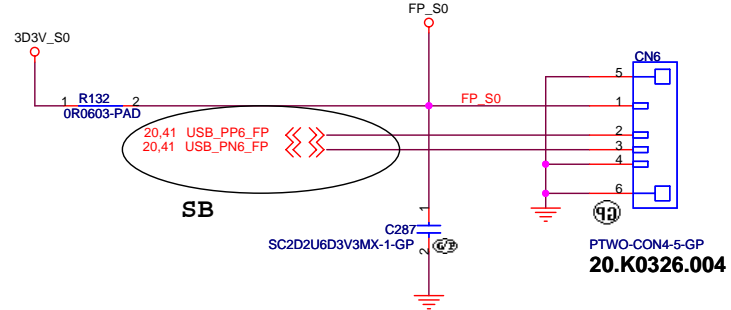 FP_S0
3D3V_S0
CN6
5
1 R132 2
0R0603-PAD
FP_S0
1
20,41 USB_PP6_FP
2
20,41 USB_PN6_FP
3
4
6
SB
1
C287
SC2D2U6D3V3MX-1-GP
2
G/P
GP
PTWO-CON4-5-GP
20.K0326.004